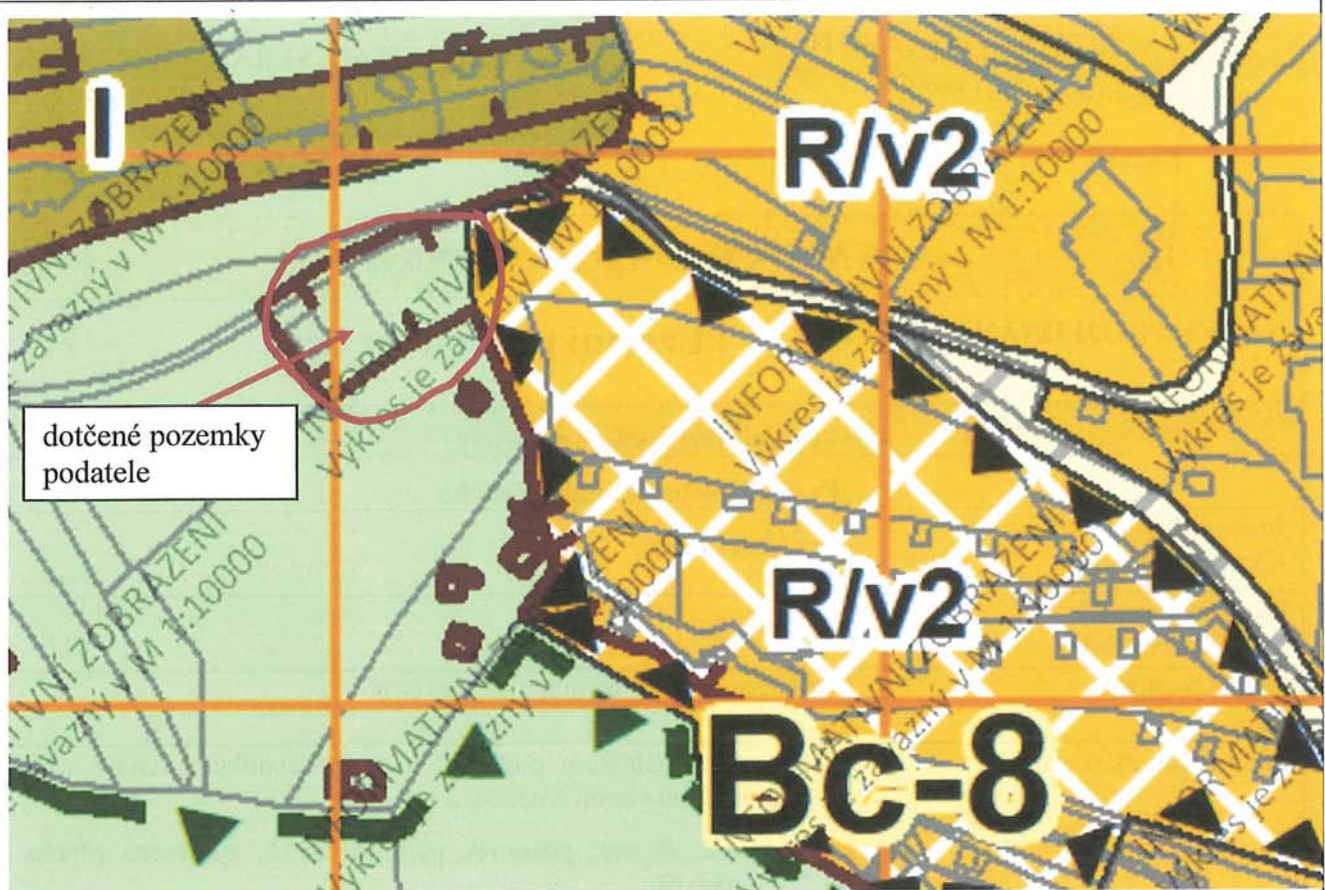 I
R/v2
dotčené pozemky
podatele
R/v2
Bc-8
INFORMATIVNÍ ZOBRAZENÍ
Výkres je závazný v M 1:10000